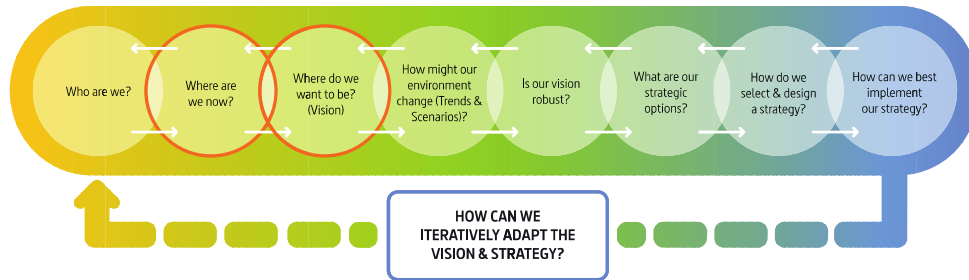 Who are we?
Where are
we now?
Where do we
want to be?
(Vision)
How might our
environment
change (Trends &
Scenarios)?
Is our vision
robust?
What are our
strategic
options?
How do we
select & design
a strategy?
How can we best
implement
our strategy?
HOW CAN WE
ITERATIVELY ADAPT THE
VISION & STRATEGY?